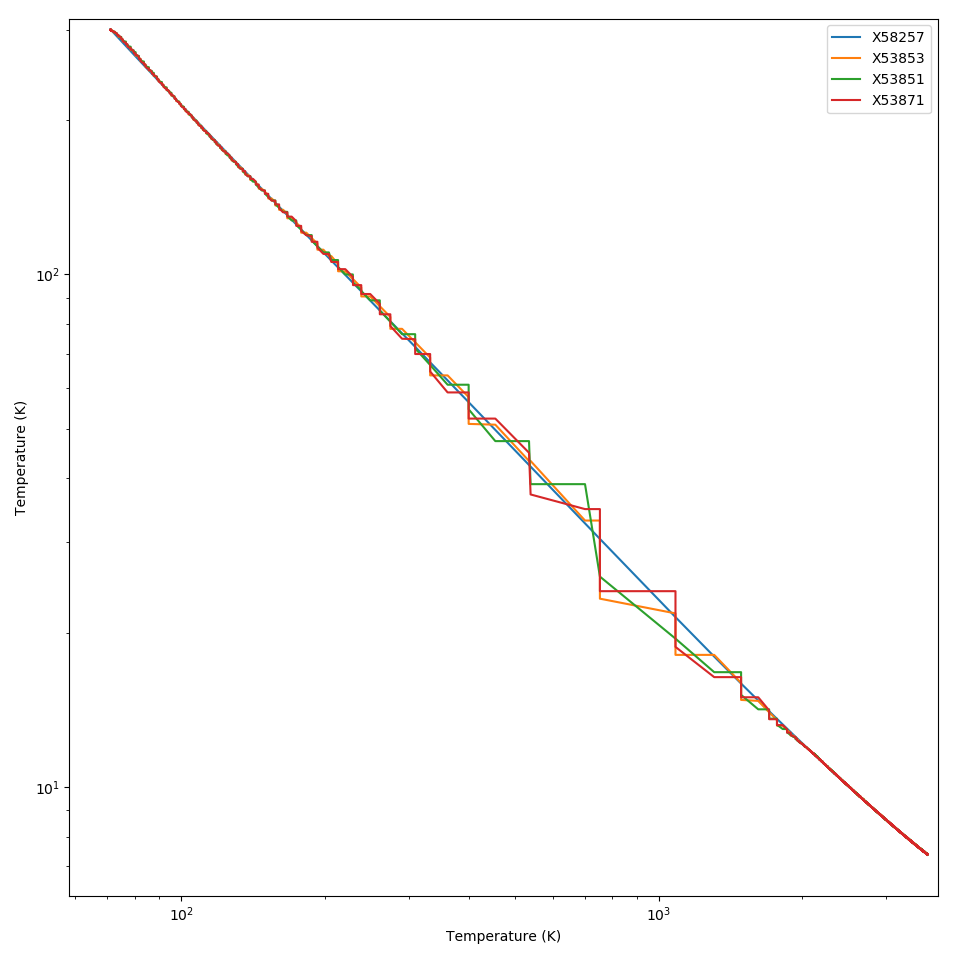 X58257
X53853
X53851
X53871
10²
10¹
Temperature (K)
10²
10³
Temperature (K)